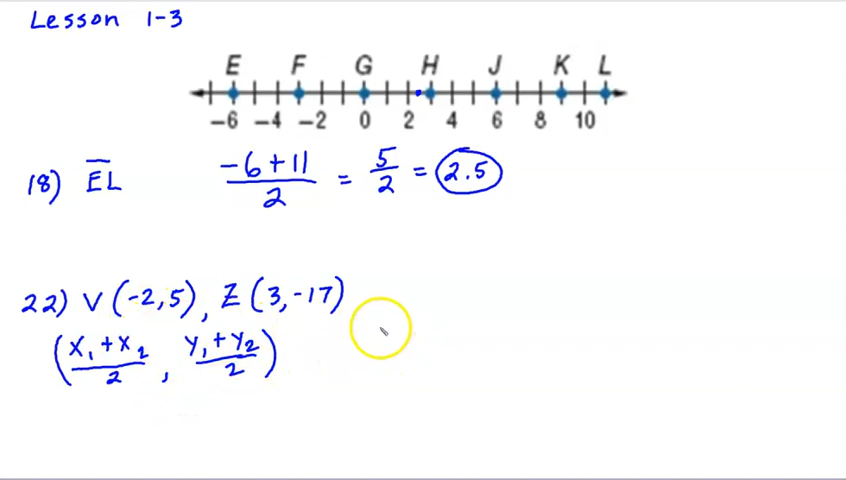 Lesson 1-3
E F G H J K L
-6 -4 -2 0 2 4 6 8 10
18) EL̅ (-6+11)/2 = 5/2 = 2.5
22) V(-2,5), Z(3,-17)
((X₁+X₂)/2, (Y₁+Y₂)/2)